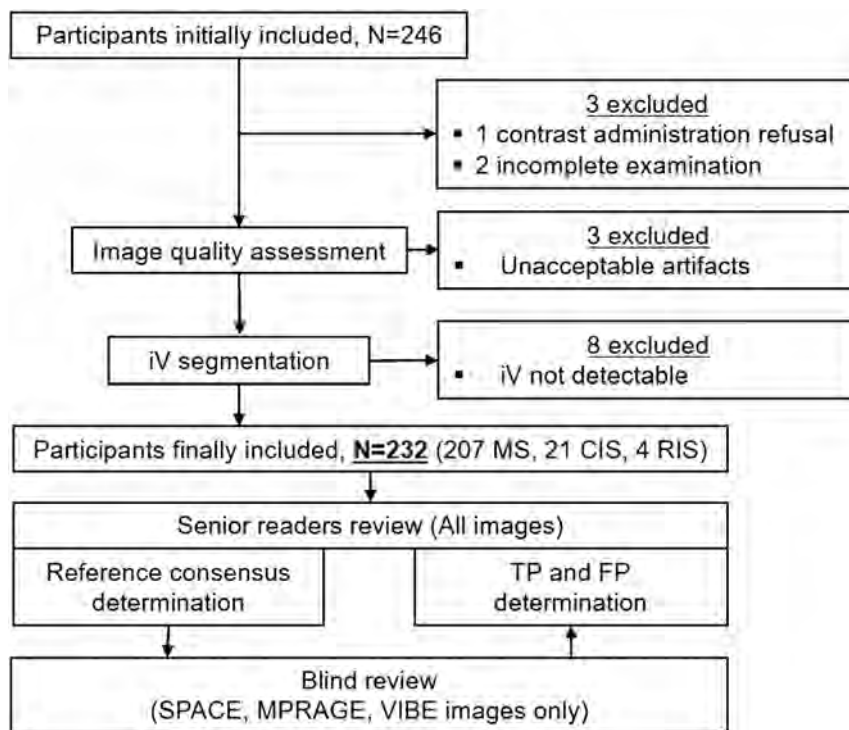 Participants initially included, N=246
3 excluded
▪ 1 contrast administration refusal
▪ 2 incomplete examination
Image quality assessment
3 excluded
▪ Unacceptable artifacts
iV segmentation
8 excluded
▪ iV not detectable
Participants finally included, N=232 (207 MS, 21 CIS, 4 RIS)
Senior readers review (All images)
Reference consensus
determination
TP and FP
determination
Blind review
(SPACE, MPRAGE, VIBE images only)